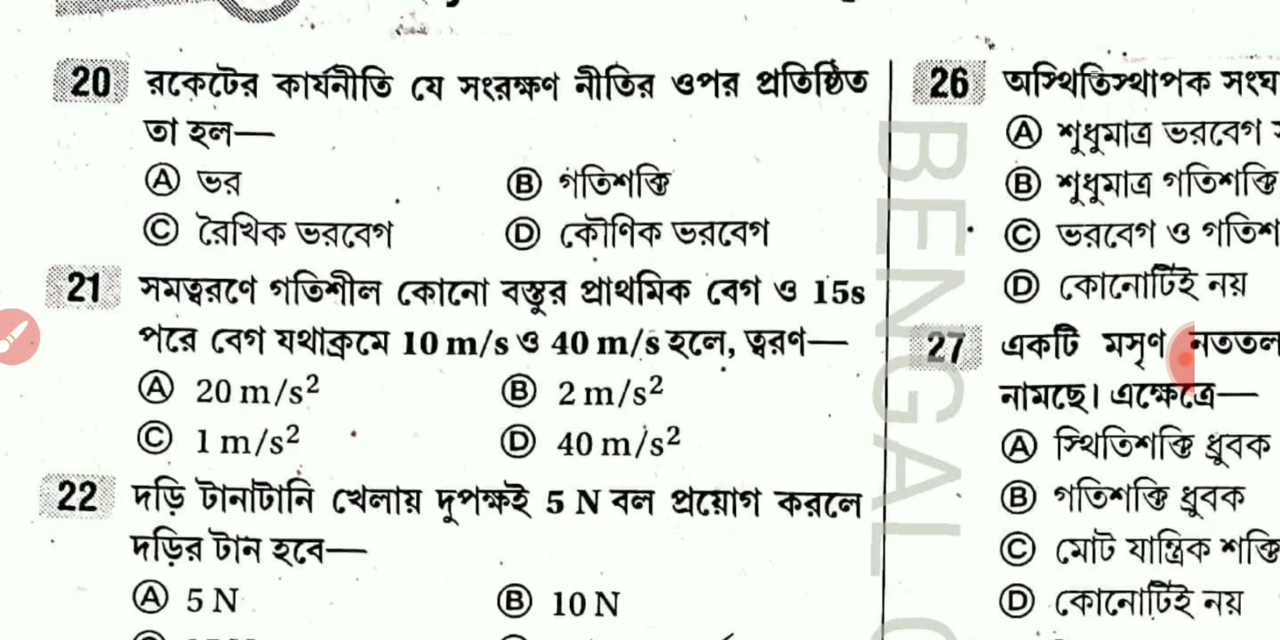 20 রকেটের কার্যনীতি যে সংরক্ষণ নীতির ওপর প্রতিষ্ঠিত
তা হল—
Ⓐ ভর Ⓑ গতিশক্তি
Ⓒ রৈখিক ভরবেগ Ⓓ কৌণিক ভরবেগ
21 সমত্বরণে গতিশীল কোনো বস্তুর প্রাথমিক বেগ ও 15s
পরে বেগ যথাক্রমে 10 m/s ও 40 m/s হলে, ত্বরণ—
Ⓐ 20 m/s² Ⓑ 2 m/s²
Ⓒ 1 m/s² Ⓓ 40 m/s²
22 দড়ি টানাটানি খেলায় দুপক্ষই 5 N বল প্রয়োগ করলে
দড়ির টান হবে—
Ⓐ 5 N Ⓑ 10 N
26 অস্থিতিস্থাপক সংঘ
Ⓐ শুধুমাত্র ভরবেগ
Ⓑ শুধুমাত্র গতিশক্তি
Ⓒ ভরবেগ ও গতিশ
Ⓓ কোনোটিই নয়
27 একটি মসৃণ নততল
নামছে। এক্ষেত্রে—
Ⓐ স্থিতিশক্তি ধ্রুবক
Ⓑ গতিশক্তি ধ্রুবক
Ⓒ মোট যান্ত্রিক শক্তি
Ⓓ কোনোটিই নয়
BENGAL